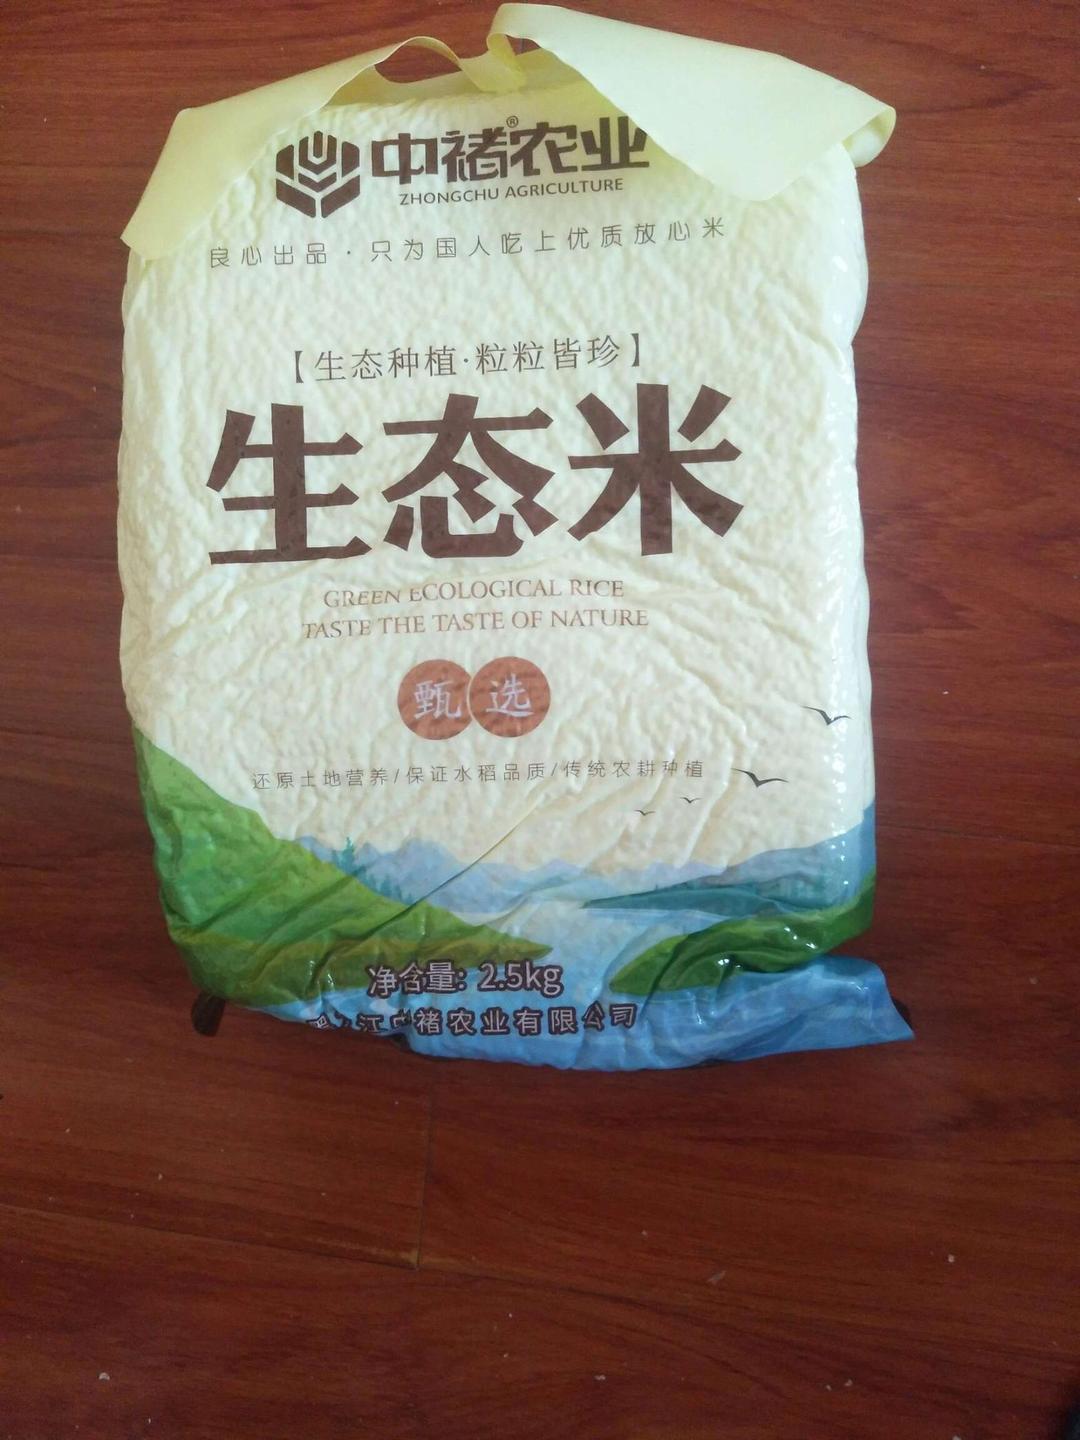 中褚农业®
ZHONGCHU AGRICULTURE
良心出品·只为国人吃上优质放心米
【生态种植·粒粒皆珍】
生态米
GREEN ECOLOGICAL RICE
TASTE THE TASTE OF NATURE
甄选
还原土地营养/保证水稻品质/传统农耕种植
净含量: 2.5kg
江中褚农业有限公司